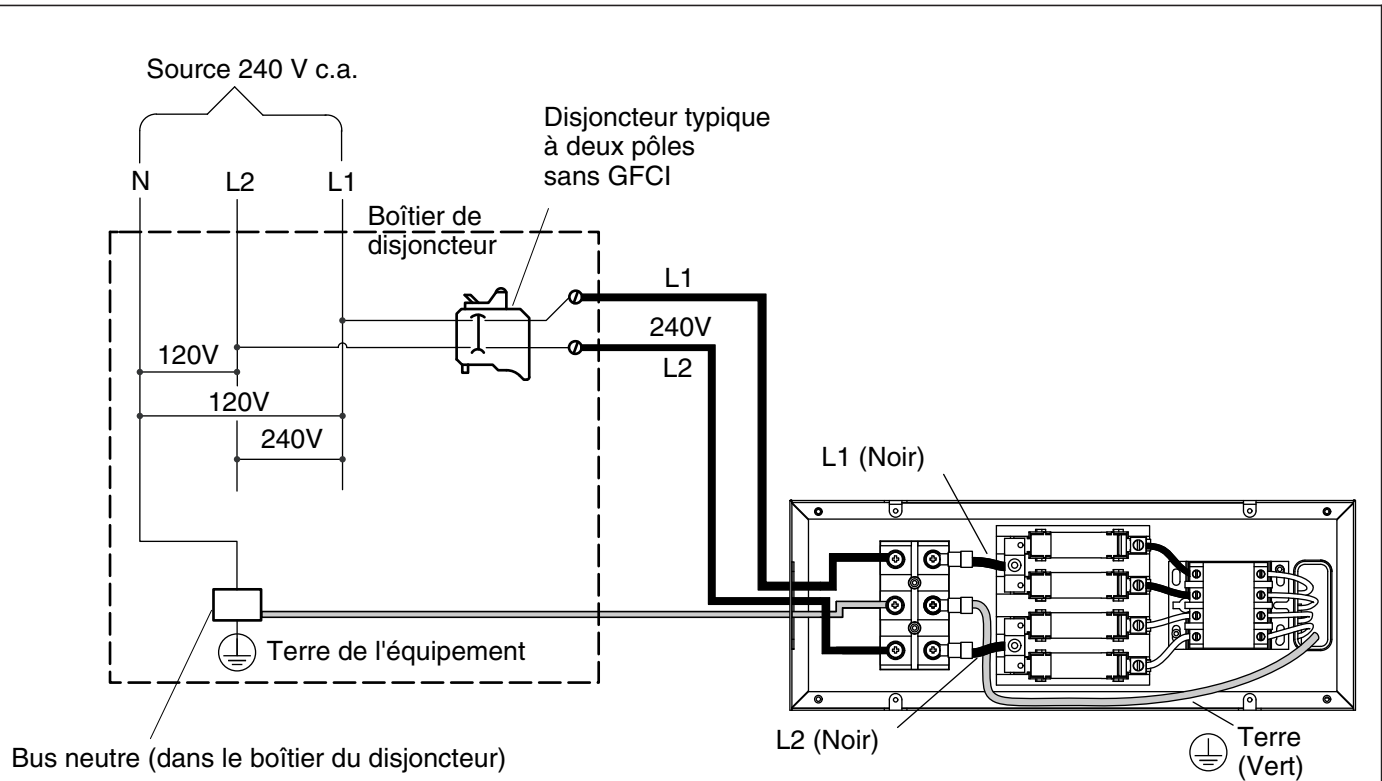 Source 240 V c.a.
Disjoncteur typique
à deux pôles
sans GFCI
N
L2
L1
Boîtier de
disjoncteur
L1
240V
L2
120V
120V
240V
L1 (Noir)
Terre de l'équipement
L2 (Noir)
Terre
(Vert)
Bus neutre (dans le boîtier du disjoncteur)